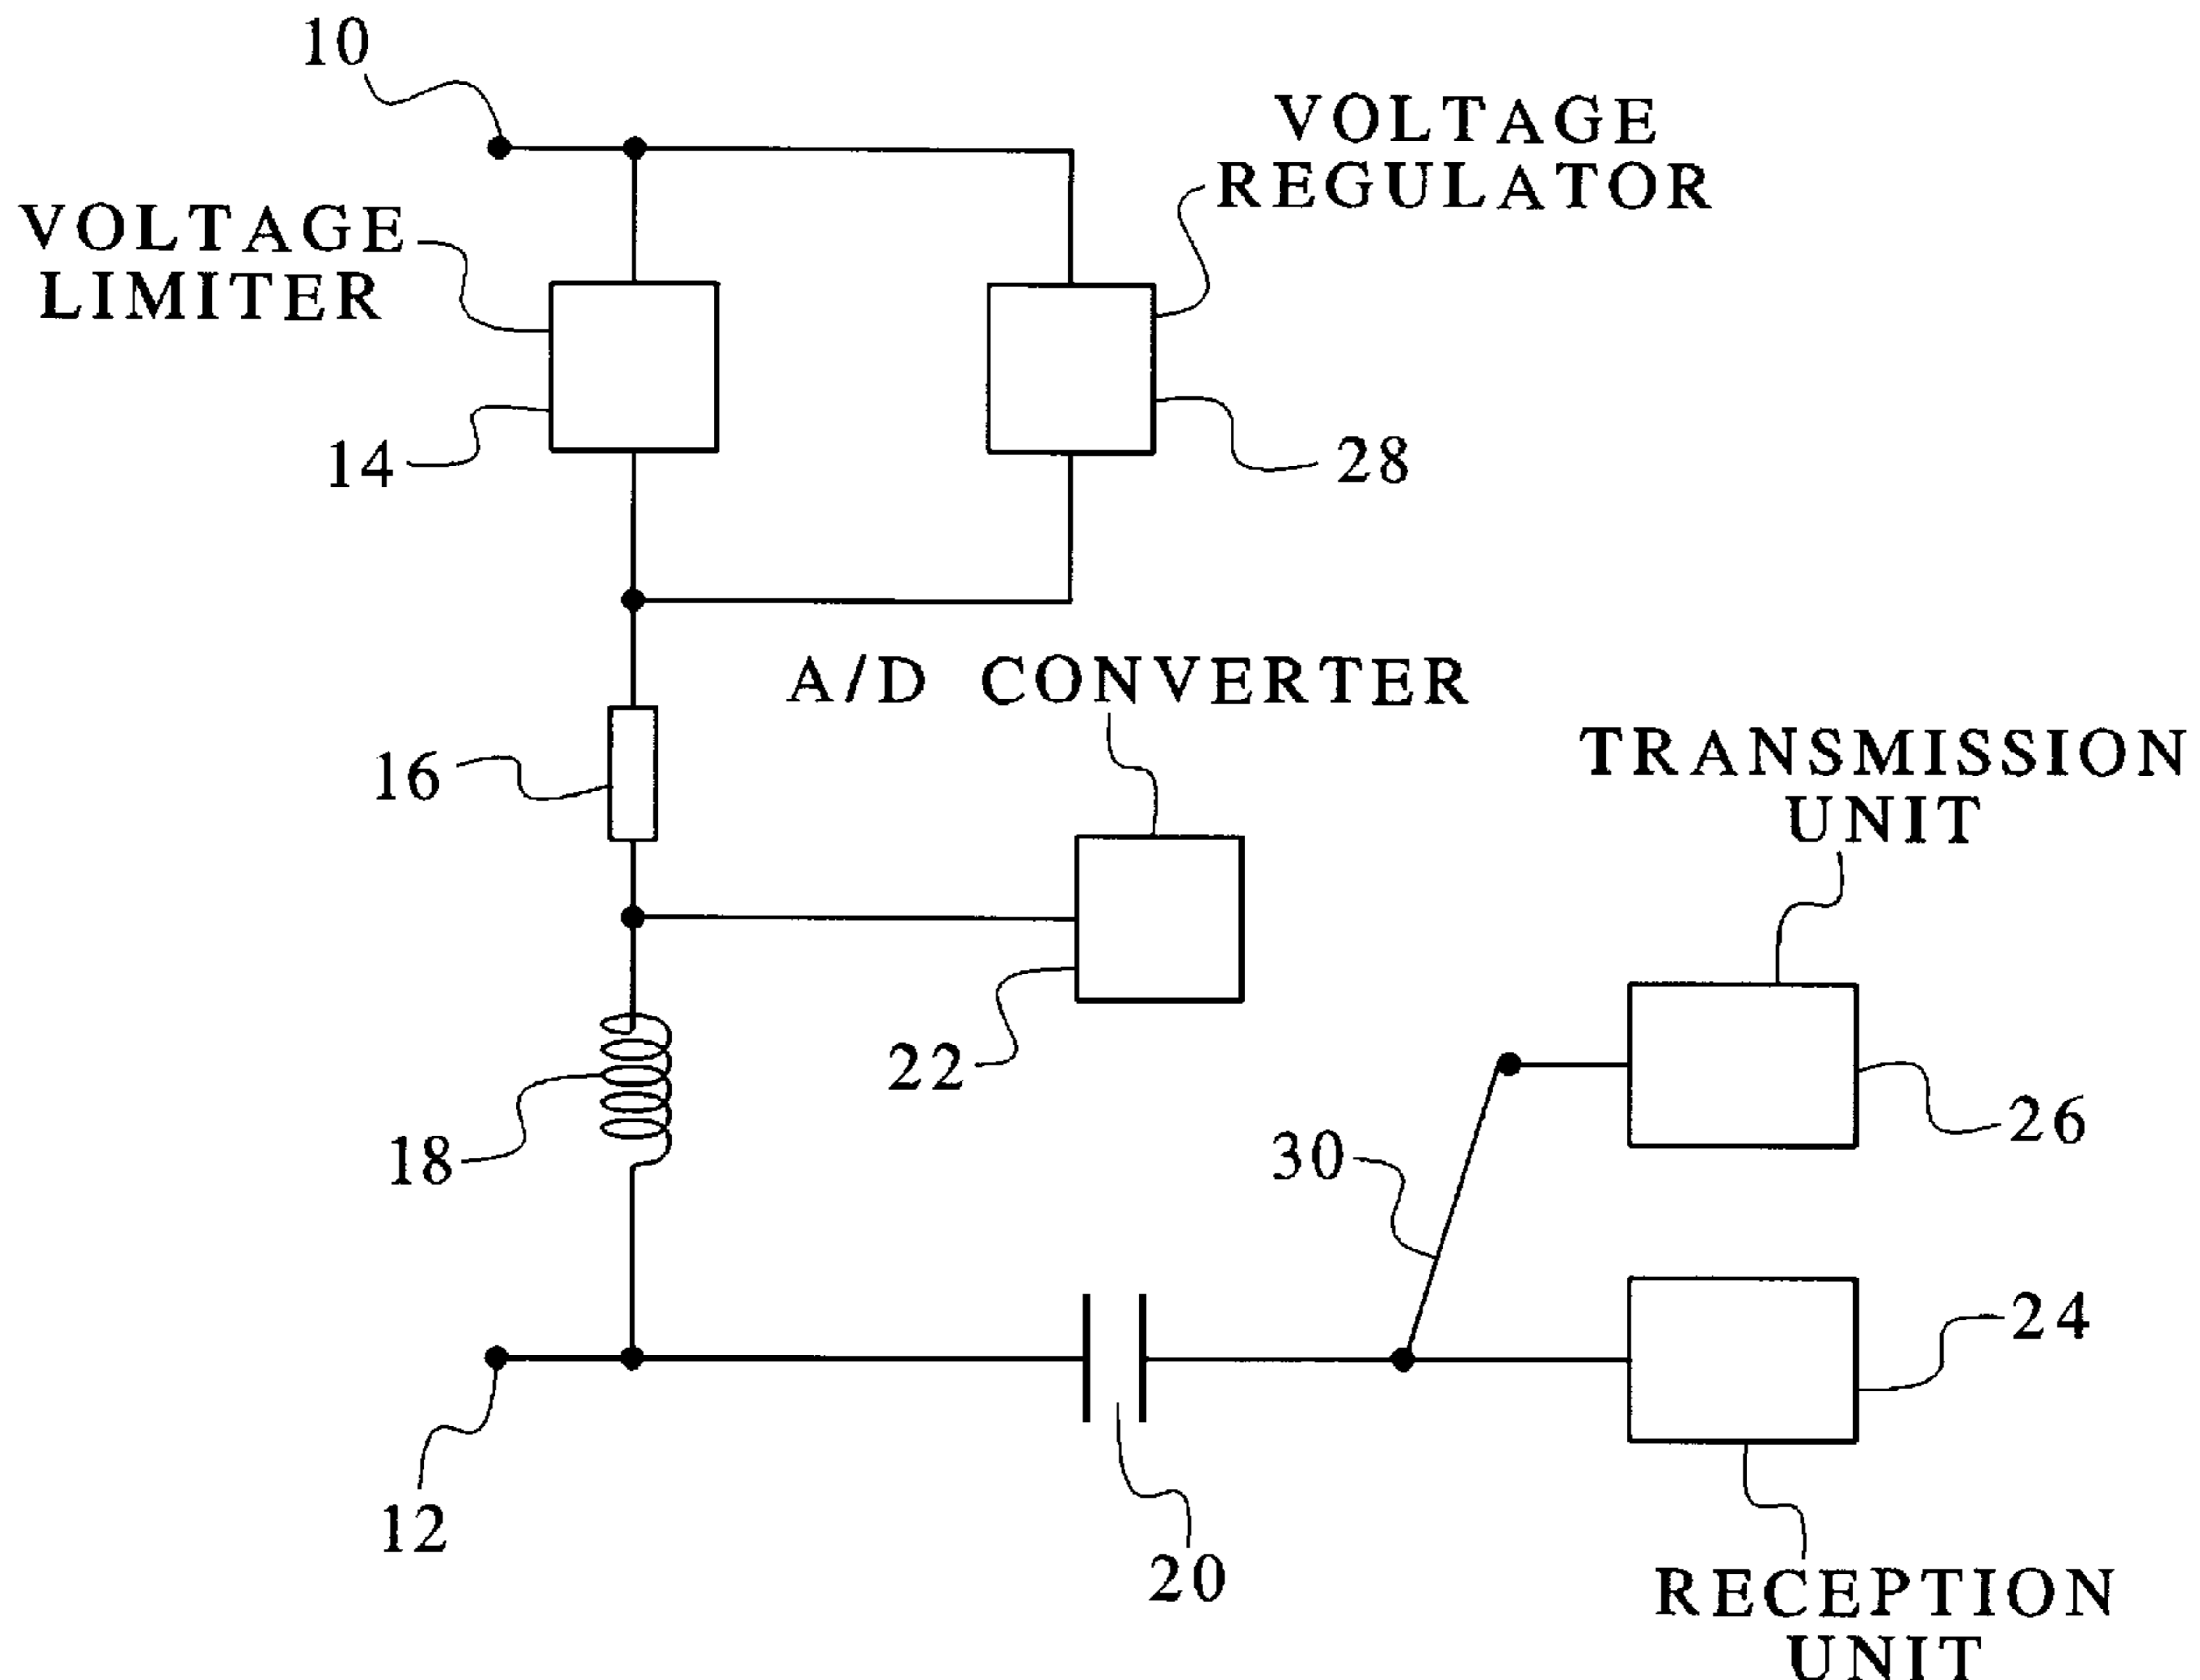 10
VOLTAGE
REGULATOR
VOLTAGE
LIMITER
14
28
A/D CONVERTER
16
TRANSMISSION
UNIT
22
26
18
30
24
12
20
RECEPTION
UNIT